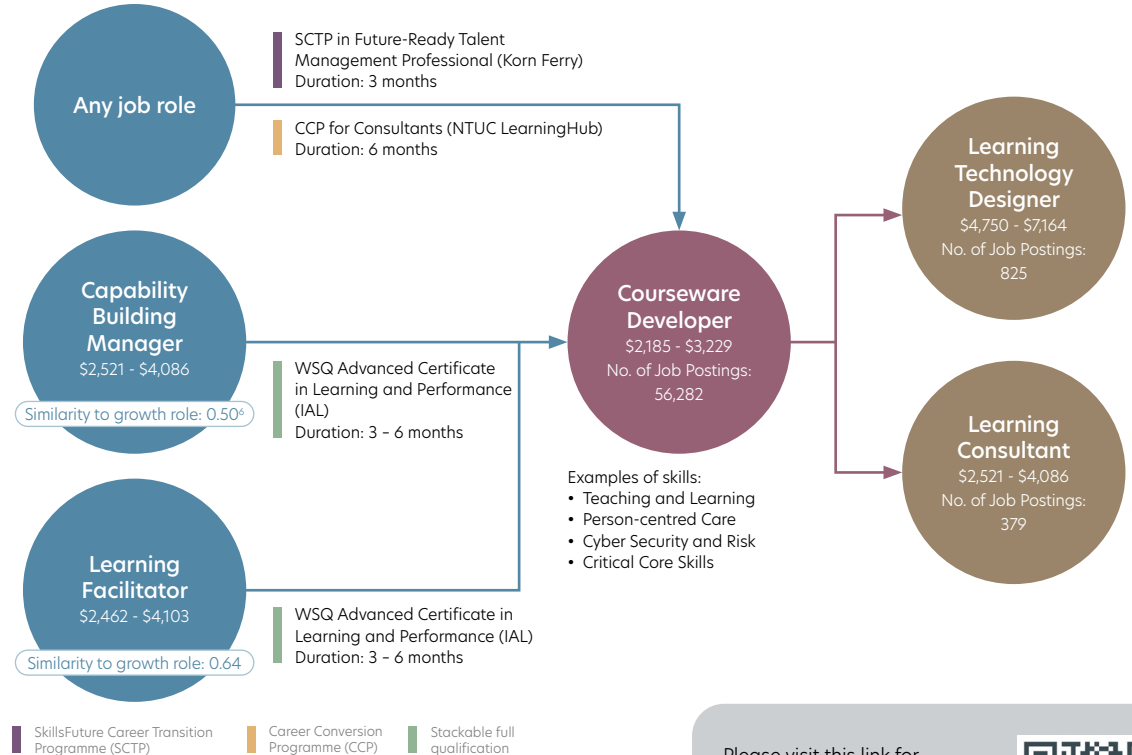 Any job role
SCTP in Future-Ready Talent
Management Professional (Korn Ferry)
Duration: 3 months
CCP for Consultants (NTUC LearningHub)
Duration: 6 months
Capability
Building
Manager
$2,521 - $4,086
Similarity to growth role: 0.50⁶
WSQ Advanced Certificate
in Learning and Performance
(IAL)
Duration: 3 – 6 months
Learning
Facilitator
$2,462 - $4,103
Similarity to growth role: 0.64
WSQ Advanced Certificate in
Learning and Performance (IAL)
Duration: 3 – 6 months
Courseware
Developer
$2,185 - $3,229
No. of Job Postings:
56,282
Examples of skills:
• Teaching and Learning
• Person-centred Care
• Cyber Security and Risk
• Critical Core Skills
Learning
Technology
Designer
$4,750 - $7,164
No. of Job Postings:
825
Learning
Consultant
$2,521 - $4,086
No. of Job Postings:
379
SkillsFuture Career Transition
Programme (SCTP)
Career Conversion
Programme (CCP)
Stackable full
qualification
Please visit this link for